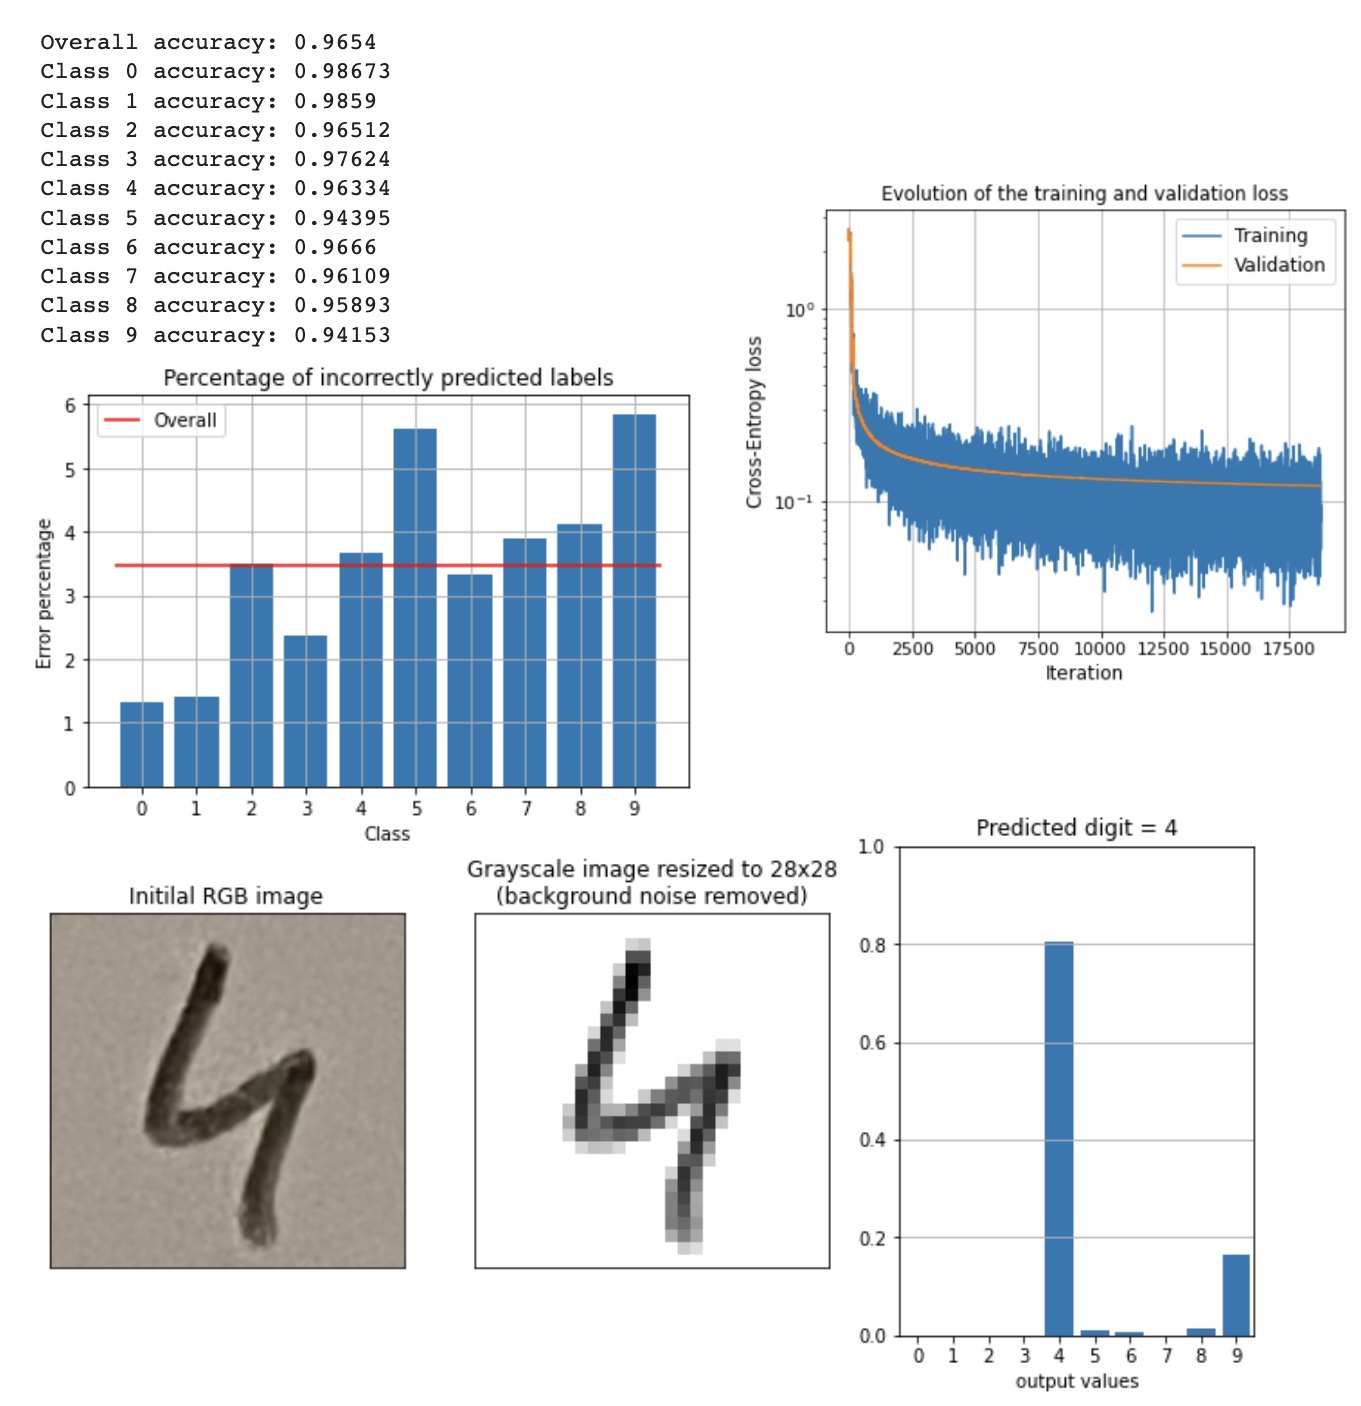 Overall accuracy: 0.9654
Class 0 accuracy: 0.98673
Class 1 accuracy: 0.9859
Class 2 accuracy: 0.96512
Class 3 accuracy: 0.97624
Class 4 accuracy: 0.96334
Class 5 accuracy: 0.94395
Class 6 accuracy: 0.9666
Class 7 accuracy: 0.96109
Class 8 accuracy: 0.95893
Class 9 accuracy: 0.94153
Percentage of incorrectly predicted labels
Overall
Error percentage
6
5
4
3
2
1
0
0 1 2 3 4 5 6 7 8 9
Class
Evolution of the training and validation loss
Training
Validation
Cross-Entropy loss
10⁰
10⁻¹
0 2500 5000 7500 10000 12500 15000 17500
Iteration
Initilal RGB image
4
Grayscale image resized to 28x28
(background noise removed)
4
Predicted digit = 4
1.0
0.8
0.6
0.4
0.2
0.0
0 1 2 3 4 5 6 7 8 9
output values